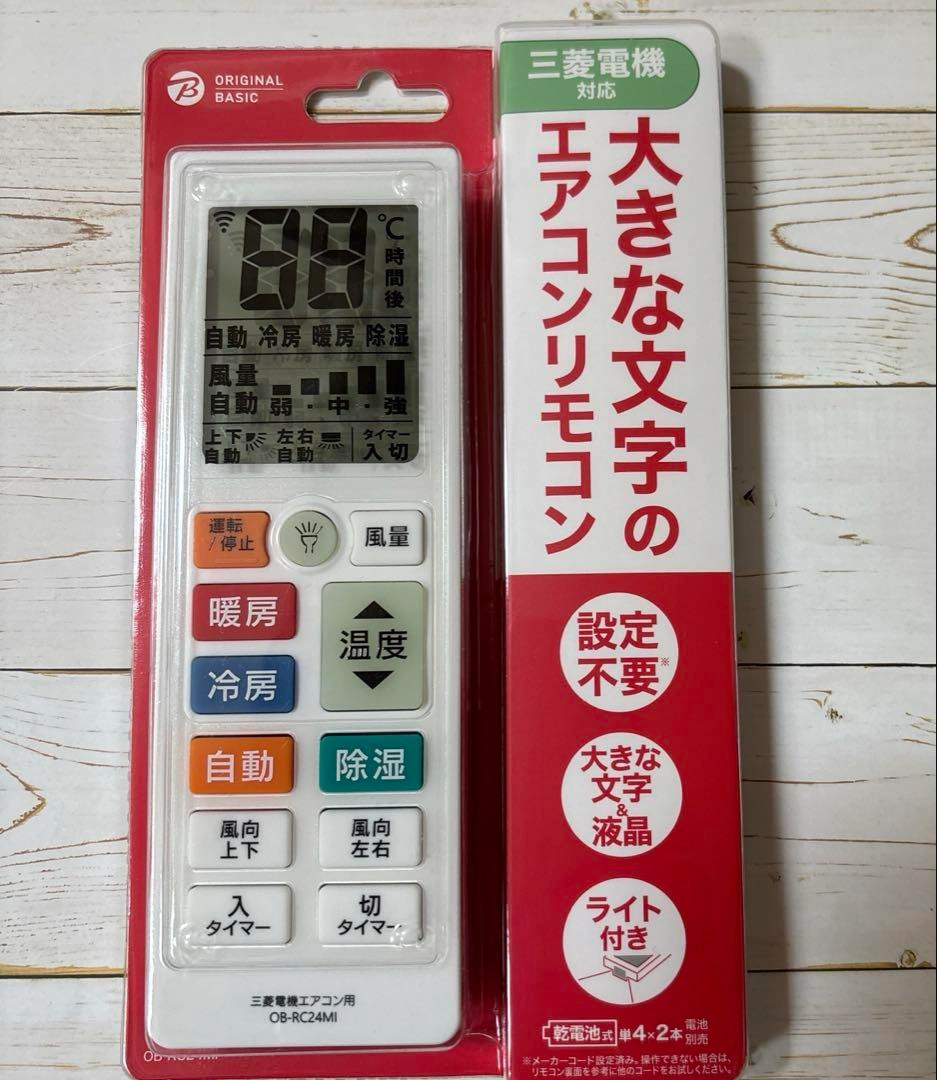 ORIGINAL
BASIC
88℃
時間後
自動 冷房 暖房 除湿
風量
自動 弱・中・強
上下 左右 タイマー
自動 自動 入 切
運転
/停止
風量
暖房
温度
冷房
自動
除湿
風向
上下
風向
左右
入
タイマー
切
タイマー
三菱電機エアコン用
OB-RC24MI
三菱電機
対応
大きな文字の
エアコンリモコン
設定
不要※
大きな
文字
&
液晶
ライト
付き
乾電池式 単4×2本 電池別売
※メーカーコード設定済み。操作できない場合は、
リモコン裏面を参考に他のコードをお試しください。